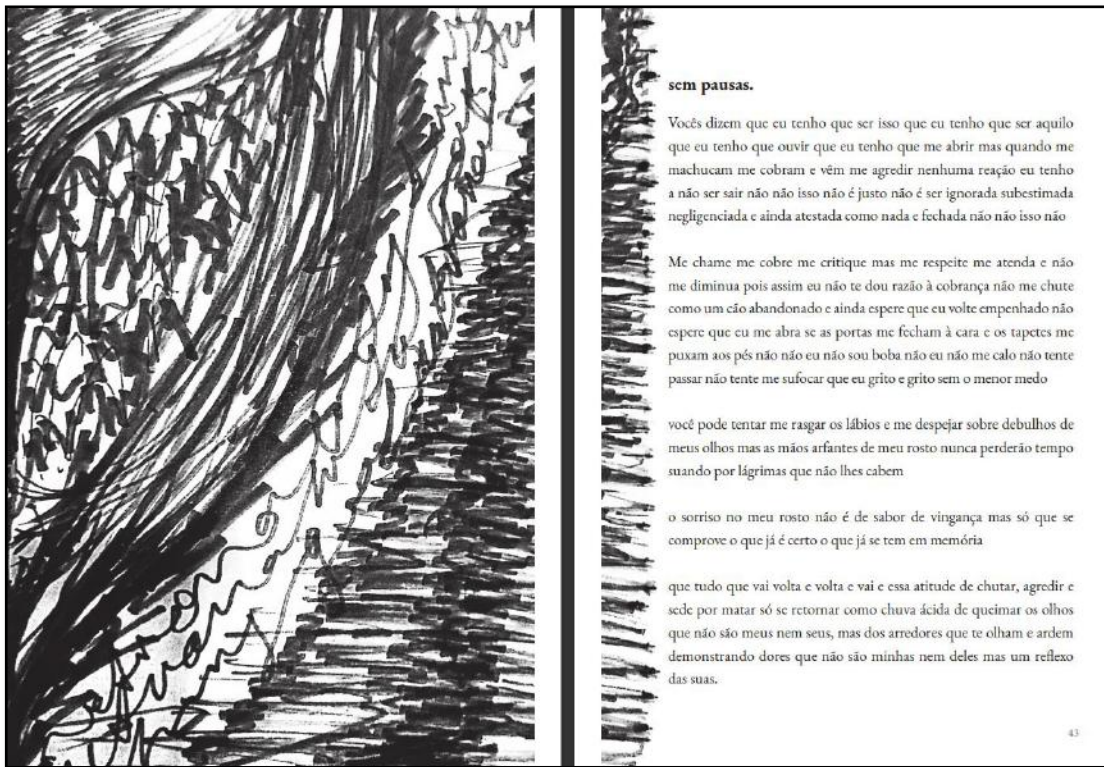 sem pausas.
Vocês dizem que eu tenho que ser isso que eu tenho que ser aquilo
que eu tenho que ouvir que eu tenho que me abrir mas quando me
machucam me cobram e vêm me agredir nenhuma reação eu tenho
a não ser sair não não isso não é justo não é ser ignorada subestimada
negligenciada e ainda atestada como nada e fechada não não isso não
Me chame me cobre me critique mas me respeite me atenda e não
me diminua pois assim eu não te dou razão à cobrança não me chute
como um cão abandonado e ainda espere que eu volte empenhado não
espere que eu me abra se as portas me fecham à cara e os tapetes me
puxam aos pés não não eu não sou boba não eu não me calo não tente
passar não tente me sufocar que eu grito e grito sem o menor medo
você pode tentar me rasgar os lábios e me despejar sobre debulhos de
meus olhos mas as mãos arfantes de meu rosto nunca perderão tempo
suando por lágrimas que não lhes cabem
o sorriso no meu rosto não é de sabor de vingança mas só que se
comprove o que já é certo o que já se tem em memória
que tudo que vai volta e volta e vai e essa atitude de chutar, agredir e
sede por matar só se retornar como chuva ácida de queimar os olhos
que não são meus nem seus, mas dos arredores que te olham e ardem
demonstrando dores que não são minhas nem deles mas um reflexo
das suas.
43